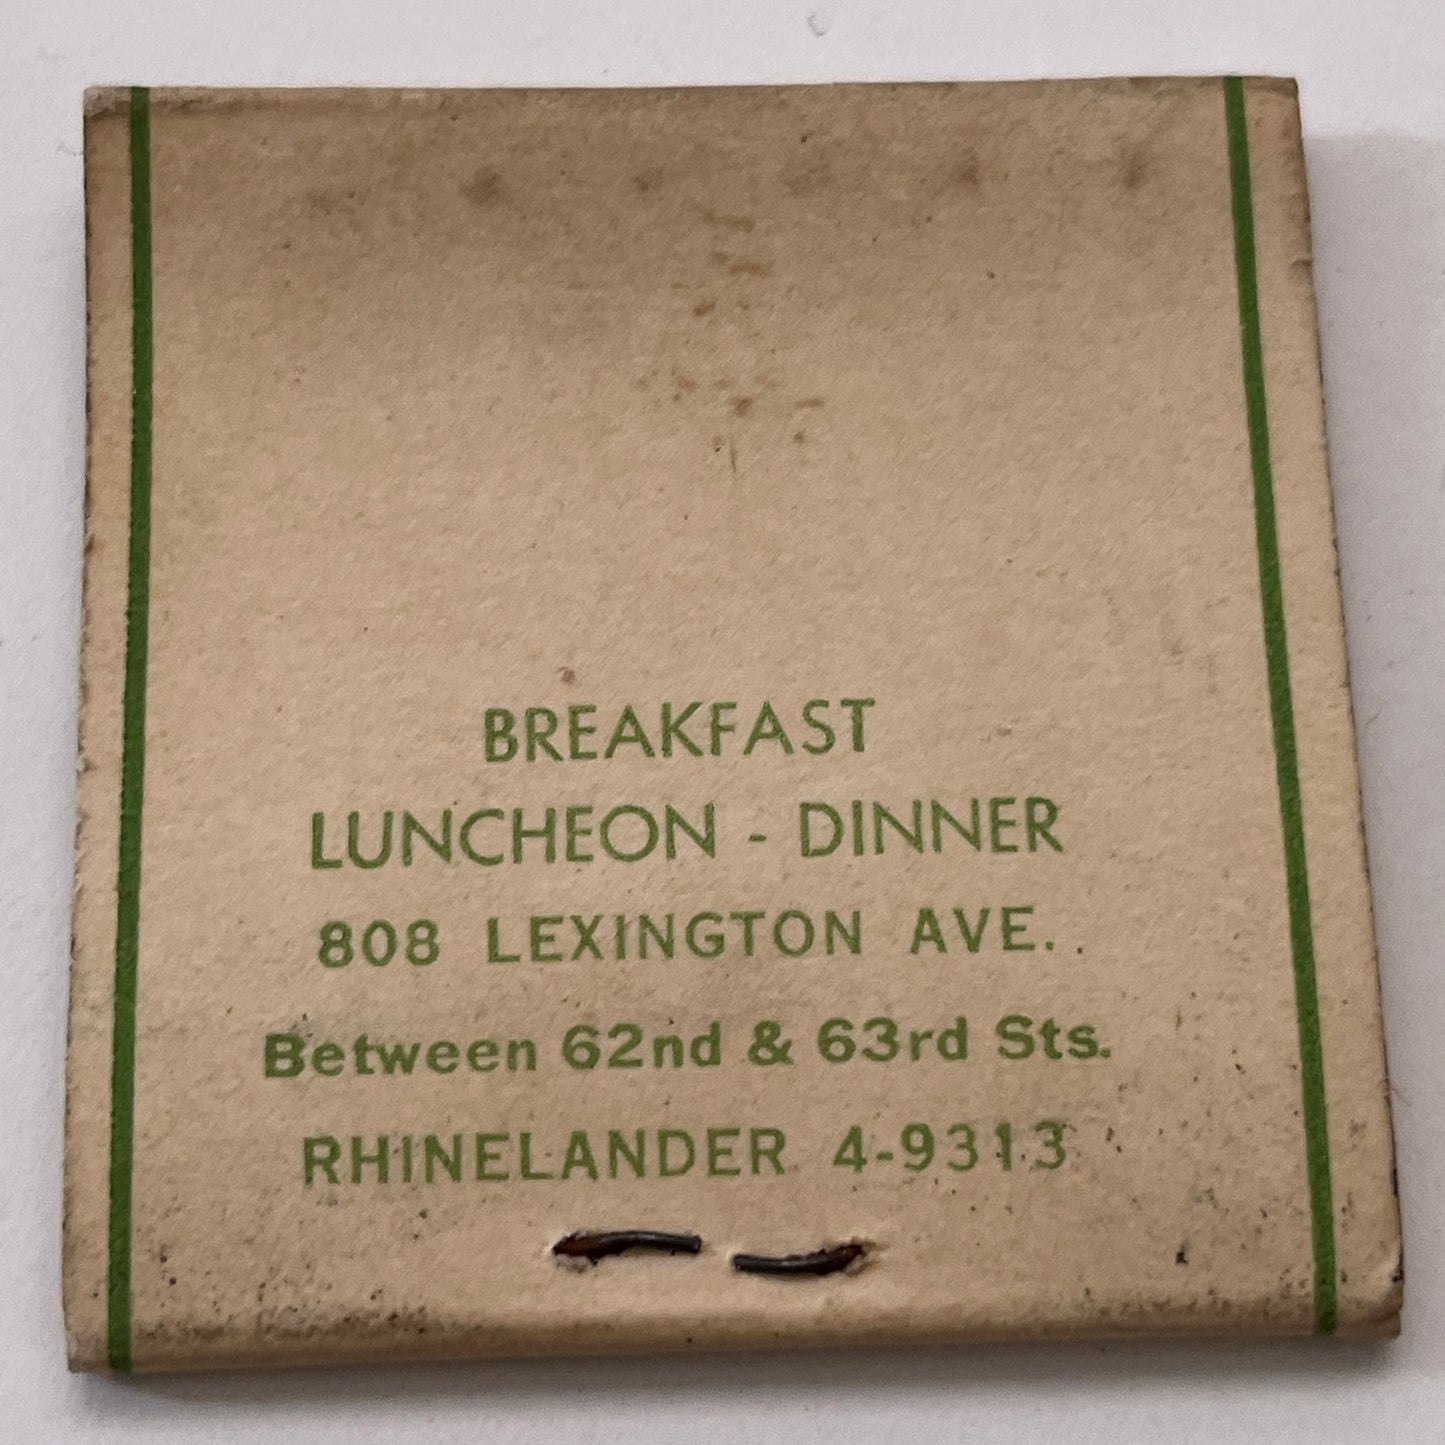 BREAKFAST
LUNCHEON - DINNER
808 LEXINGTON AVE.
Between 62nd & 63rd Sts.
RHINELANDER 4-9313